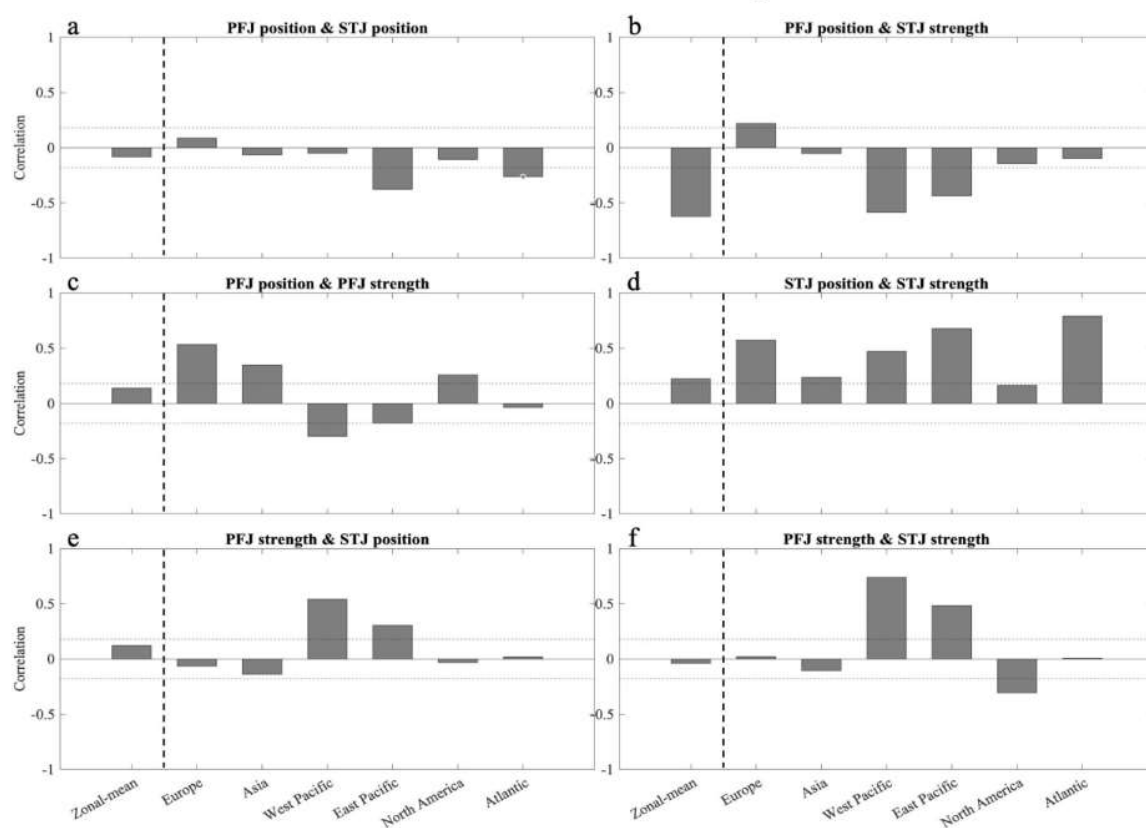 a PFJ position & STJ position
1
0.5
0
-0.5
-1
Correlation
b PFJ position & STJ strength
1
0.5
0
-0.5
-1
c PFJ position & PFJ strength
1
0.5
0
-0.5
-1
Correlation
d STJ position & STJ strength
1
0.5
0
-0.5
-1
e PFJ strength & STJ position
1
0.5
0
-0.5
-1
Correlation
Zonal-mean
Europe
Asia
West Pacific
East Pacific
North America
Atlantic
f PFJ strength & STJ strength
1
0.5
0
-0.5
-1
Zonal-mean
Europe
Asia
West Pacific
East Pacific
North America
Atlantic